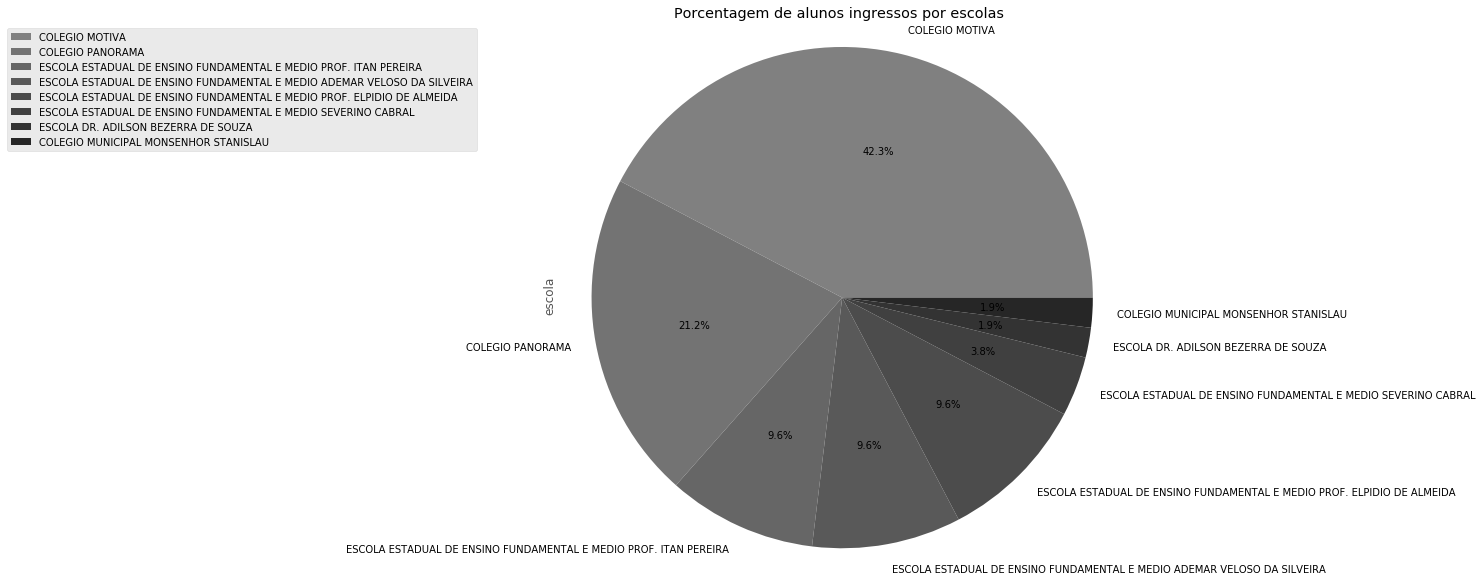 Porcentagem de alunos ingressos por escolas
COLEGIO MOTIVA
COLEGIO PANORAMA
ESCOLA ESTADUAL DE ENSINO FUNDAMENTAL E MEDIO PROF. ITAN PEREIRA
ESCOLA ESTADUAL DE ENSINO FUNDAMENTAL E MEDIO ADEMAR VELOSO DA SILVEIRA
ESCOLA ESTADUAL DE ENSINO FUNDAMENTAL E MEDIO PROF. ELPIDIO DE ALMEIDA
ESCOLA ESTADUAL DE ENSINO FUNDAMENTAL E MEDIO SEVERINO CABRAL
ESCOLA DR. ADILSON BEZERRA DE SOUZA
COLEGIO MUNICIPAL MONSENHOR STANISLAU
COLEGIO MOTIVA
42.3%
escola
21.2%
COLEGIO PANORAMA
9.6%
ESCOLA ESTADUAL DE ENSINO FUNDAMENTAL E MEDIO PROF. ITAN PEREIRA
9.6%
ESCOLA ESTADUAL DE ENSINO FUNDAMENTAL E MEDIO ADEMAR VELOSO DA SILVEIRA
9.6%
ESCOLA ESTADUAL DE ENSINO FUNDAMENTAL E MEDIO PROF. ELPIDIO DE ALMEIDA
3.8%
ESCOLA ESTADUAL DE ENSINO FUNDAMENTAL E MEDIO SEVERINO CABRAL
1.9%
ESCOLA DR. ADILSON BEZERRA DE SOUZA
1.9%
COLEGIO MUNICIPAL MONSENHOR STANISLAU